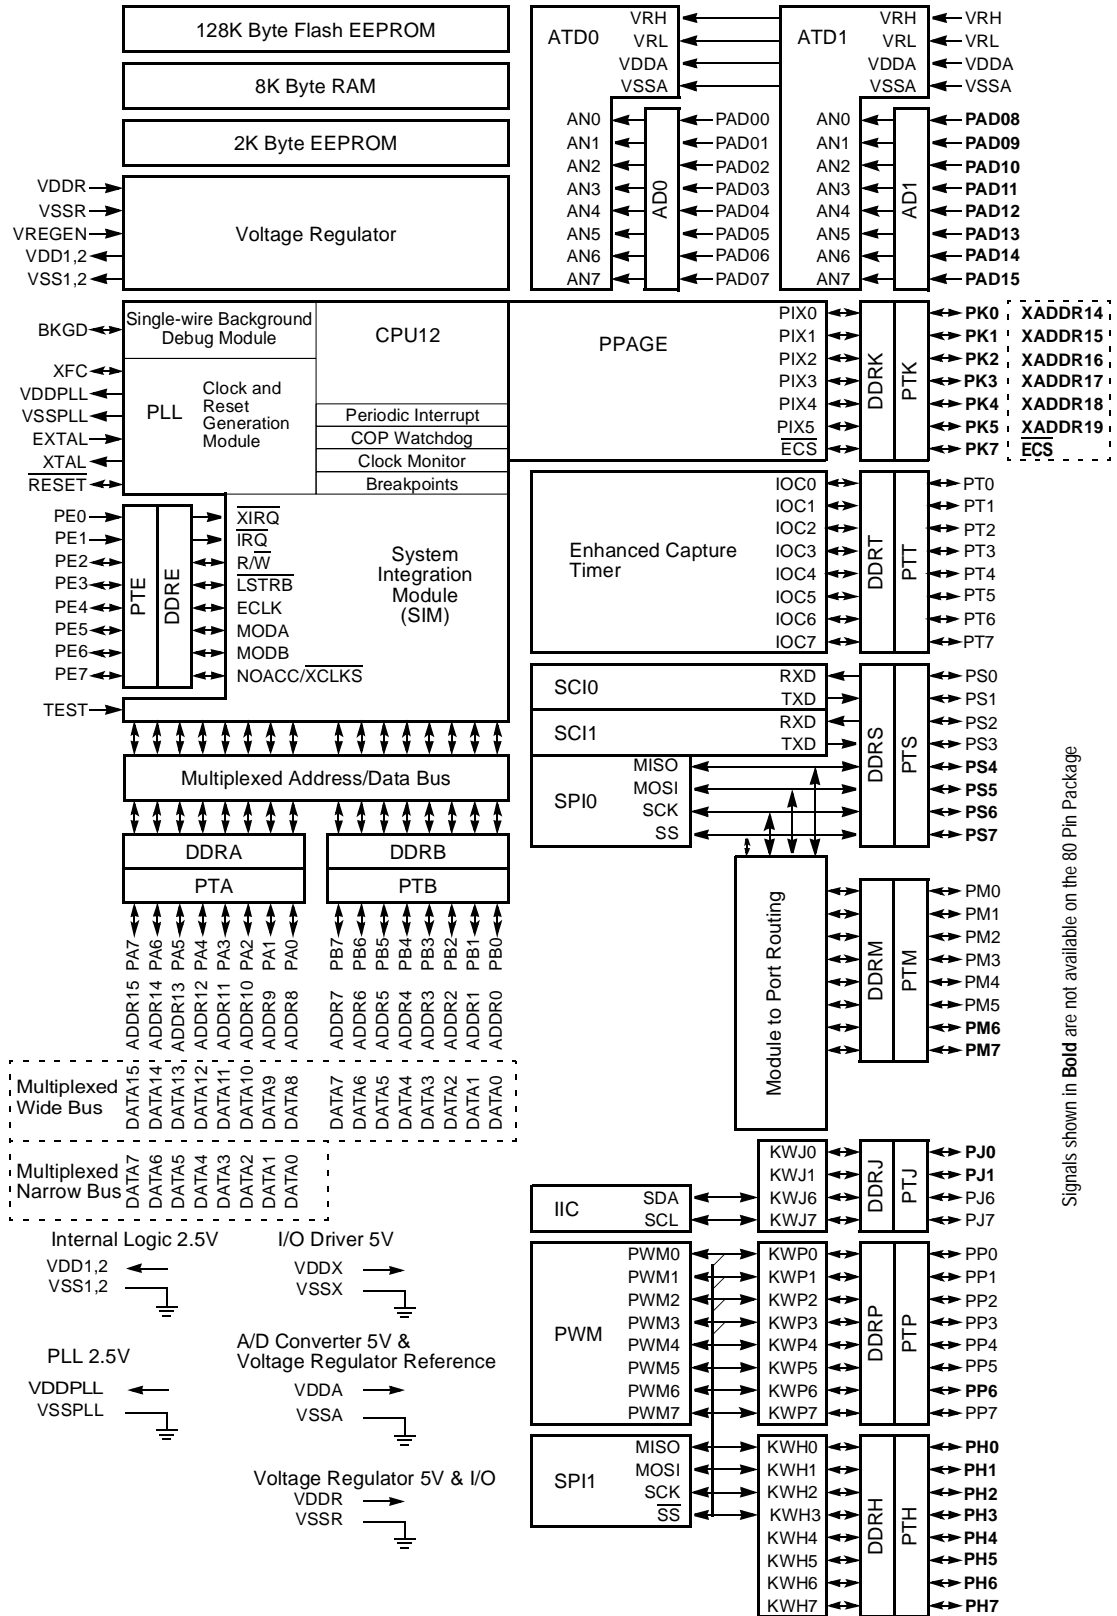 128K Byte Flash EEPROM
8K Byte RAM
2K Byte EEPROM
VDDR
VSSR
VREGEN
VDD1,2
VSS1,2
Voltage Regulator
ATD0
VRH
VRL
VDDA
VSSA
AN0
AN1
AN2
AN3
AN4
AN5
AN6
AN7
AD0
PAD00
PAD01
PAD02
PAD03
PAD04
PAD05
PAD06
PAD07
ATD1
VRH
VRL
VDDA
VSSA
VRH
VRL
VDDA
VSSA
AN0
AN1
AN2
AN3
AN4
AN5
AN6
AN7
AD1
PAD08
PAD09
PAD10
PAD11
PAD12
PAD13
PAD14
PAD15
BKGD
XFC
VDDPLL
VSSPLL
EXTAL
XTAL
RESET
Single-wire Background
Debug Module
CPU12
PLL
Clock and
Reset
Generation
Module
Periodic Interrupt
COP Watchdog
Clock Monitor
Breakpoints
PPAGE
PIX0
PIX1
PIX2
PIX3
PIX4
PIX5
ECS
DDRK
PTK
PK0 XADDR14
PK1 XADDR15
PK2 XADDR16
PK3 XADDR17
PK4 XADDR18
PK5 XADDR19
PK7 ECS
PE0
PE1
PE2
PE3
PE4
PE5
PE6
PE7
TEST
PTE
DDRE
XIRQ
IRQ
R/W
LSTRB
ECLK
MODA
MODB
NOACC/XCLKS
System
Integration
Module
(SIM)
Enhanced Capture
Timer
IOC0
IOC1
IOC2
IOC3
IOC4
IOC5
IOC6
IOC7
DDRT
PTT
PT0
PT1
PT2
PT3
PT4
PT5
PT6
PT7
SCI0
RXD
TXD
SCI1
RXD
TXD
SPI0
MISO
MOSI
SCK
SS
DDRS
PTS
PS0
PS1
PS2
PS3
PS4
PS5
PS6
PS7
Multiplexed Address/Data Bus
DDRA
PTA
DDRB
PTB
PA7 PA6 PA5 PA4 PA3 PA2 PA1 PA0 PB7 PB6 PB5 PB4 PB3 PB2 PB1 PB0
ADDR15 ADDR14 ADDR13 ADDR12 ADDR11 ADDR10 ADDR9 ADDR8 ADDR7 ADDR6 ADDR5 ADDR4 ADDR3 ADDR2 ADDR1 ADDR0
Multiplexed
Wide Bus
DATA15 DATA14 DATA13 DATA12 DATA11 DATA10 DATA9 DATA8 DATA7 DATA6 DATA5 DATA4 DATA3 DATA2 DATA1 DATA0
Multiplexed
Narrow Bus
DATA7 DATA6 DATA5 DATA4 DATA3 DATA2 DATA1 DATA0
Module to Port Routing
DDRM
PTM
PM0
PM1
PM2
PM3
PM4
PM5
PM6
PM7
Signals shown in Bold are not available on the 80 Pin Package
KWJ0
KWJ1
KWJ6
KWJ7
DDRJ
PTJ
PJ0
PJ1
PJ6
PJ7
IIC
SDA
SCL
PWM
PWM0
PWM1
PWM2
PWM3
PWM4
PWM5
PWM6
PWM7
KWP0
KWP1
KWP2
KWP3
KWP4
KWP5
KWP6
KWP7
DDRP
PTP
PP0
PP1
PP2
PP3
PP4
PP5
PP6
PP7
SPI1
MISO
MOSI
SCK
SS
KWH0
KWH1
KWH2
KWH3
KWH4
KWH5
KWH6
KWH7
DDRH
PTH
PH0
PH1
PH2
PH3
PH4
PH5
PH6
PH7
Internal Logic 2.5V
VDD1,2
VSS1,2
I/O Driver 5V
VDDX
VSSX
PLL 2.5V
VDDPLL
VSSPLL
A/D Converter 5V &
Voltage Regulator Reference
VDDA
VSSA
Voltage Regulator 5V & I/O
VDDR
VSSR